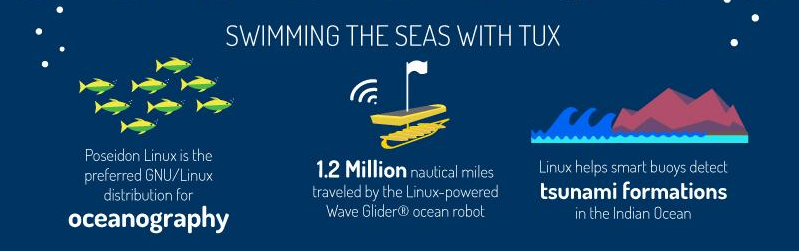 SWIMMING THE SEAS WITH TUX
Poseidon Linux is the
preferred GNU/Linux
distribution for
oceanography
1.2 Million nautical miles
traveled by the Linux-powered
Wave Glider® ocean robot
Linux helps smart buoys detect
tsunami formations
in the Indian Ocean